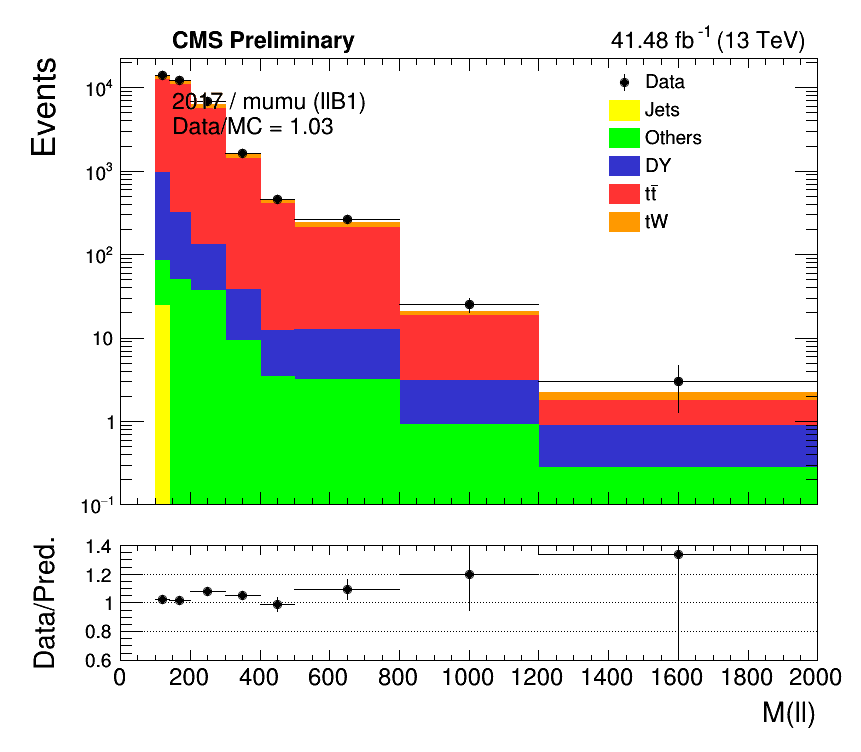 CMS Preliminary
41.48 fb⁻¹ (13 TeV)
Events
10⁴
10³
10²
10
1
10⁻¹
2017 / mumu (llB1)
Data/MC = 1.03
Data
Jets
Others
DY
tt̄
tW
Data/Pred.
1.4
1.2
1
0.8
0.6
0 200 400 600 800 1000 1200 1400 1600 1800 2000
M(ll)